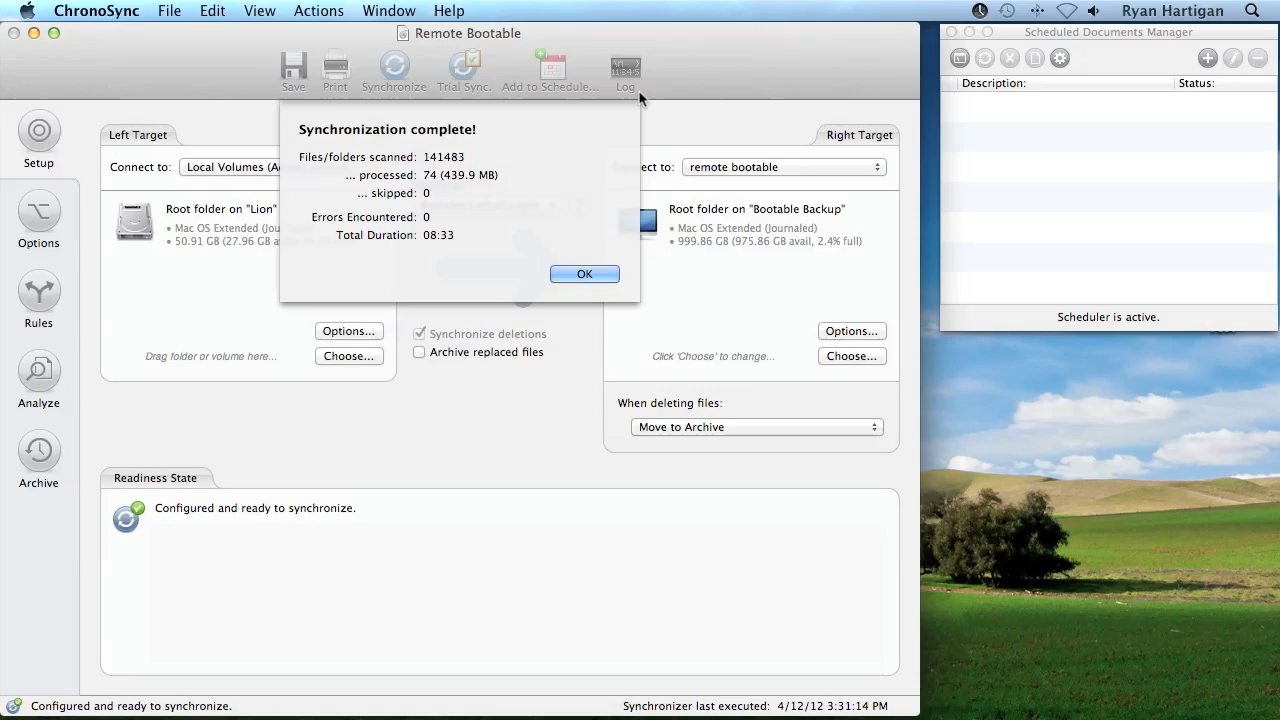 ChronoSync File Edit View Actions Window Help Ryan Hartigan
Remote Bootable
Save Print Synchronize Trial Sync. Add to Schedule... Log
Scheduled Documents Manager
Description: Status:
Scheduler is active.
Setup
Options
Rules
Analyze
Archive
Synchronization complete!
Files/folders scanned: 141483
... processed: 74 (439.9 MB)
... skipped: 0
Errors Encountered: 0
Total Duration: 08:33
OK
Left Target
Connect to: Local Volumes (A
Root folder on "Lion"
• Mac OS Extended (Jou
• 50.91 GB (27.96 GB a
Options...
Drag folder or volume here... Choose...
Synchronize deletions
Archive replaced files
Right Target
nect to: remote bootable
Root folder on "Bootable Backup"
• Mac OS Extended (Journaled)
• 999.86 GB (975.86 GB avail, 2.4% full)
Options...
Click 'Choose' to change... Choose...
When deleting files:
Move to Archive
Readiness State
Configured and ready to synchronize.
Configured and ready to synchronize. Synchronizer last executed: 4/12/12 3:31:14 PM